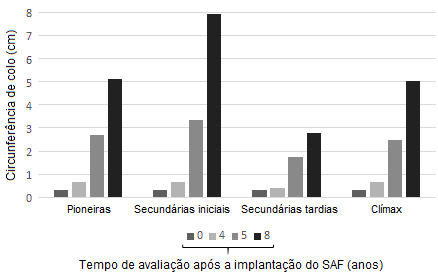 Circunferência de colo (cm)
8
7
6
5
4
3
2
1
0
Pioneiras Secundárias iniciais Secundárias tardias Clímax
0 4 5 8
Tempo de avaliação após a implantação do SAF (anos)